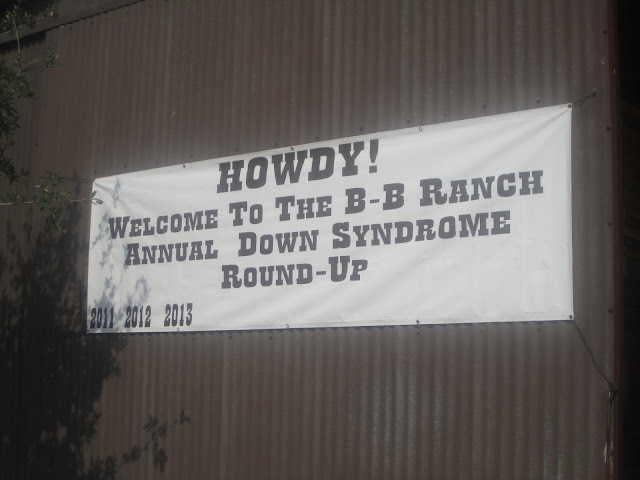 HOWDY!
WELCOME TO THE B-B RANCH
ANNUAL DOWN SYNDROME
ROUND-UP
2011 2012 2013